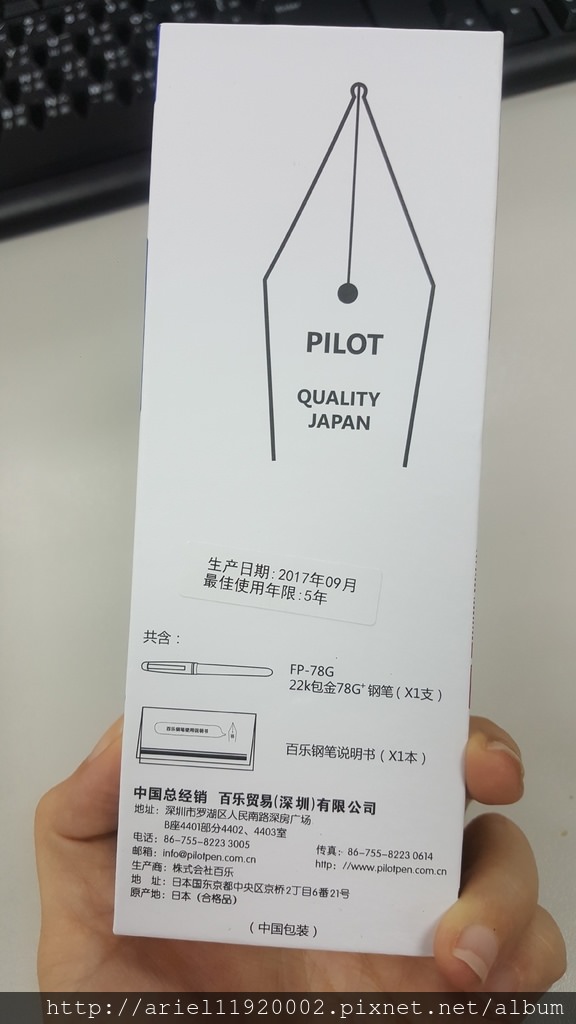 PILOT
QUALITY
JAPAN
生产日期:2017年09月
最佳使用年限:5年
共含：
FP-78G
22k包金78G⁺钢笔（X1支）
百乐钢笔使用说明书
百乐钢笔说明书（X1本）
中国总经销 百乐贸易(深圳)有限公司
地址：深圳市罗湖区人民南路深房广场
B座4401部分4402、4403室
电话：86-755-8223 3005
传真：86-755-8223 0614
邮箱：info@pilotpen.com.cn
http：//www.pilotpen.com.cn
生产商：株式会社百乐
地 址：日本国东京都中央区京桥2丁目6番21号
原产地：日本（合格品）
（中国包装）
http://ariel11920002.pixnet.net/album